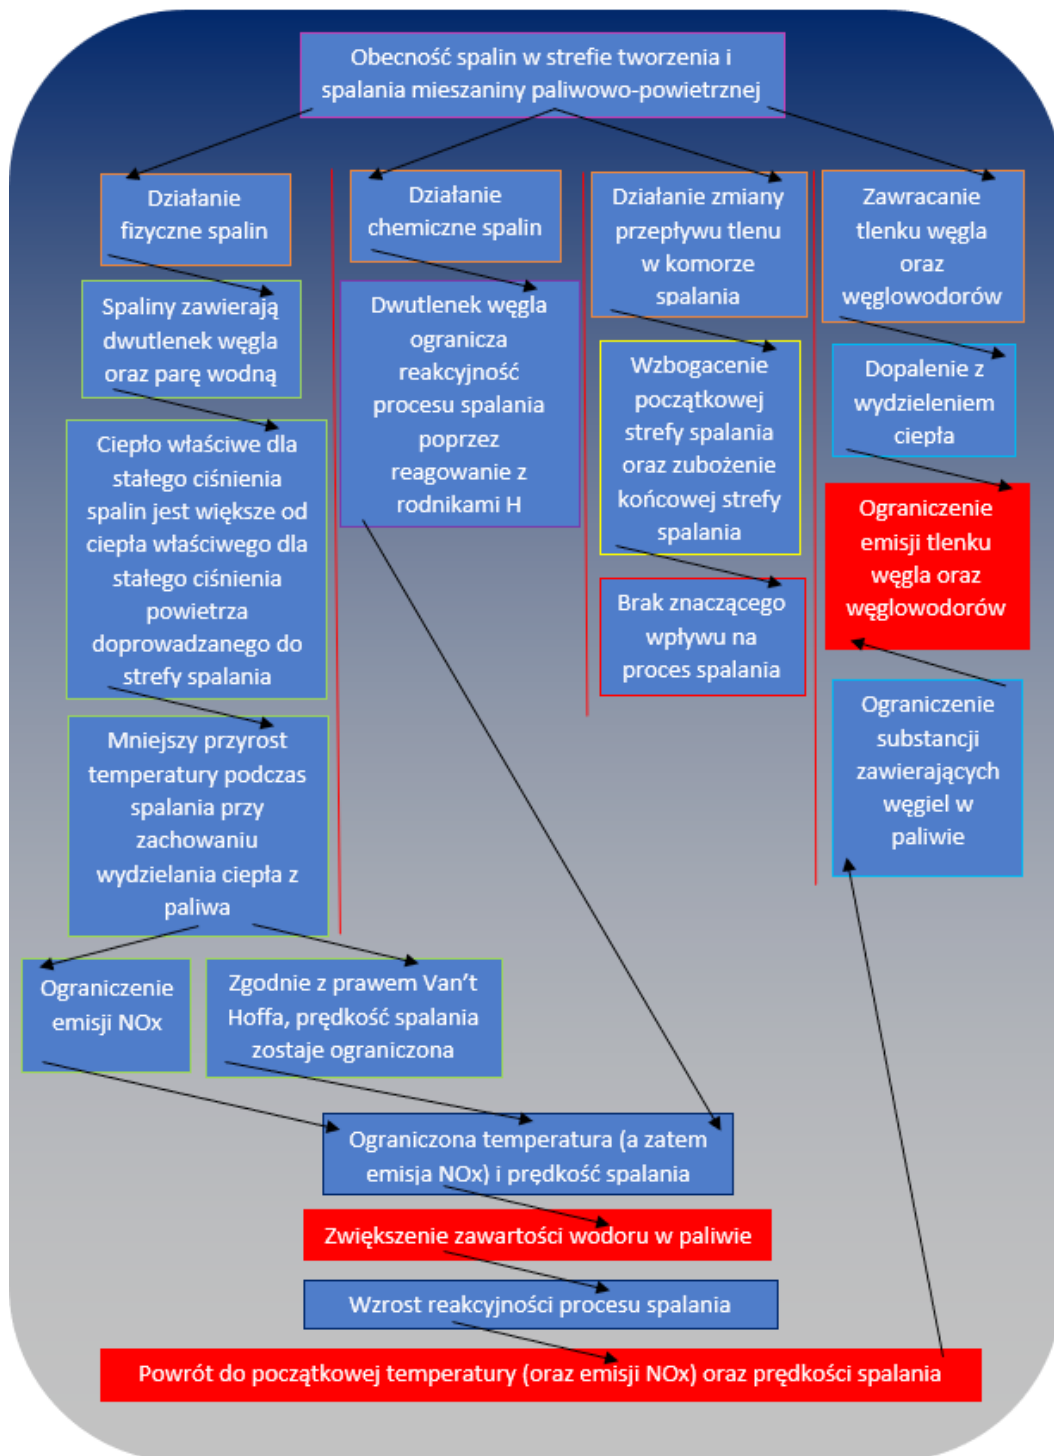 Obecność spalin w strefie tworzenia i
spalania mieszaniny paliwowo-powietrznej
Działanie
fizyczne spalin
Spaliny zawierają
dwutlenek węgla
oraz parę wodną
Ciepło właściwe dla
stałego ciśnienia
spalin jest większe od
ciepła właściwego dla
stałego ciśnienia
powietrza
doprowadzanego do
strefy spalania
Mniejszy przyrost
temperatury podczas
spalania przy
zachowaniu
wydzielania ciepła z
paliwa
Ograniczenie
emisji NOx
Zgodnie z prawem Van’t
Hoffa, prędkość spalania
zostaje ograniczona
Działanie
chemiczne spalin
Dwutlenek węgla
ogranicza
reakcyjność
procesu spalania
poprzez
reagowanie z
rodnikami H
Działanie zmiany
przepływu tlenu
w komorze
spalania
Wzbogacenie
początkowej
strefy spalania
oraz zubożenie
końcowej strefy
spalania
Brak znaczącego
wpływu na
proces spalania
Zawracanie
tlenku węgla
oraz
węglowodorów
Dopalenie z
wydzieleniem
ciepła
Ograniczenie
emisji tlenku
węgla oraz
węglowodorów
Ograniczenie
substancji
zawierających
węgiel w
paliwie
Ograniczona temperatura (a zatem
emisja NOx) i prędkość spalania
Zwiększenie zawartości wodoru w paliwie
Wzrost reakcyjności procesu spalania
Powrót do początkowej temperatury (oraz emisji NOx) oraz prędkości spalania